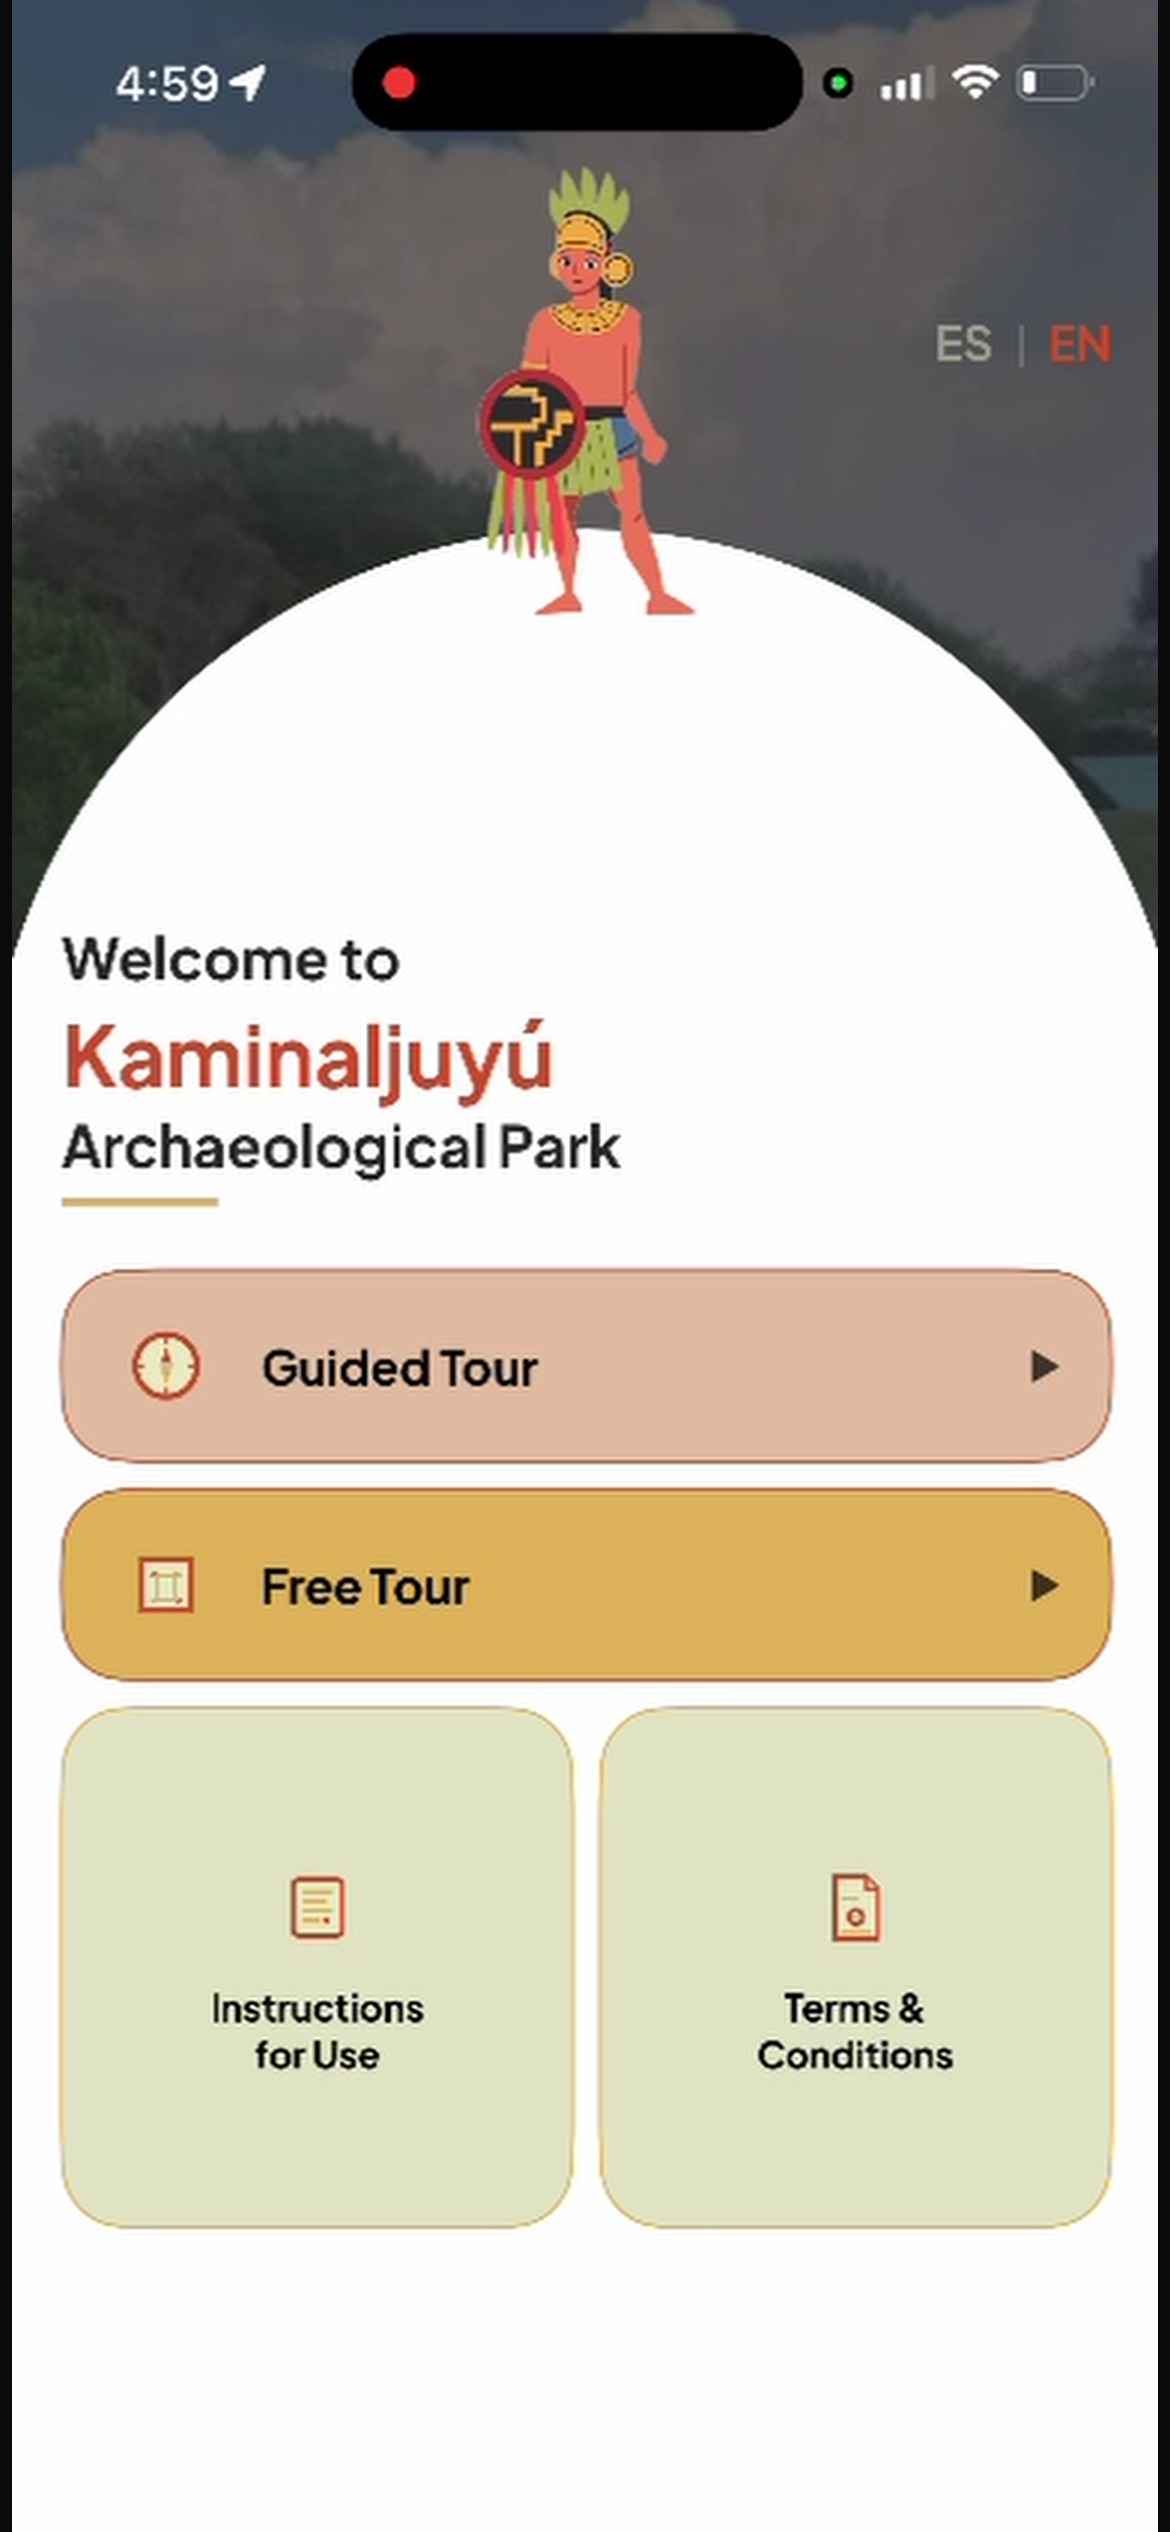 4:59
ES | EN
Welcome to
Kaminaljuyú
Archaeological Park
Guided Tour
Free Tour
Instructions
for Use
Terms &
Conditions